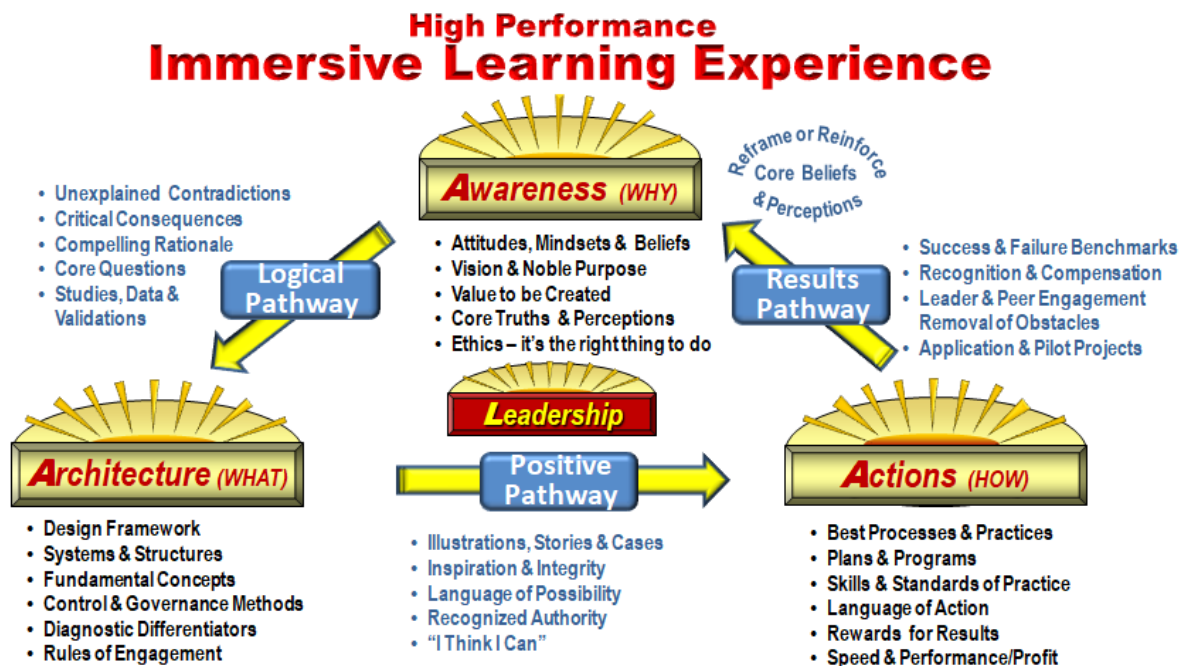 High Performance
Immersive Learning Experience
Awareness (WHY)
Reframe or Reinforce
Core Beliefs
& Perceptions
• Unexplained Contradictions
• Critical Consequences
• Compelling Rationale
• Core Questions
• Studies, Data &
Validations
Logical
Pathway
• Attitudes, Mindsets & Beliefs
• Vision & Noble Purpose
• Value to be Created
• Core Truths & Perceptions
• Ethics – it's the right thing to do
Results
Pathway
• Success & Failure Benchmarks
• Recognition & Compensation
• Leader & Peer Engagement
Removal of Obstacles
• Application & Pilot Projects
Leadership
Architecture (WHAT)
Positive
Pathway
Actions (HOW)
• Design Framework
• Systems & Structures
• Fundamental Concepts
• Control & Governance Methods
• Diagnostic Differentiators
• Rules of Engagement
• Illustrations, Stories & Cases
• Inspiration & Integrity
• Language of Possibility
• Recognized Authority
• “I Think I Can”
• Best Processes & Practices
• Plans & Programs
• Skills & Standards of Practice
• Language of Action
• Rewards for Results
• Speed & Performance/Profit